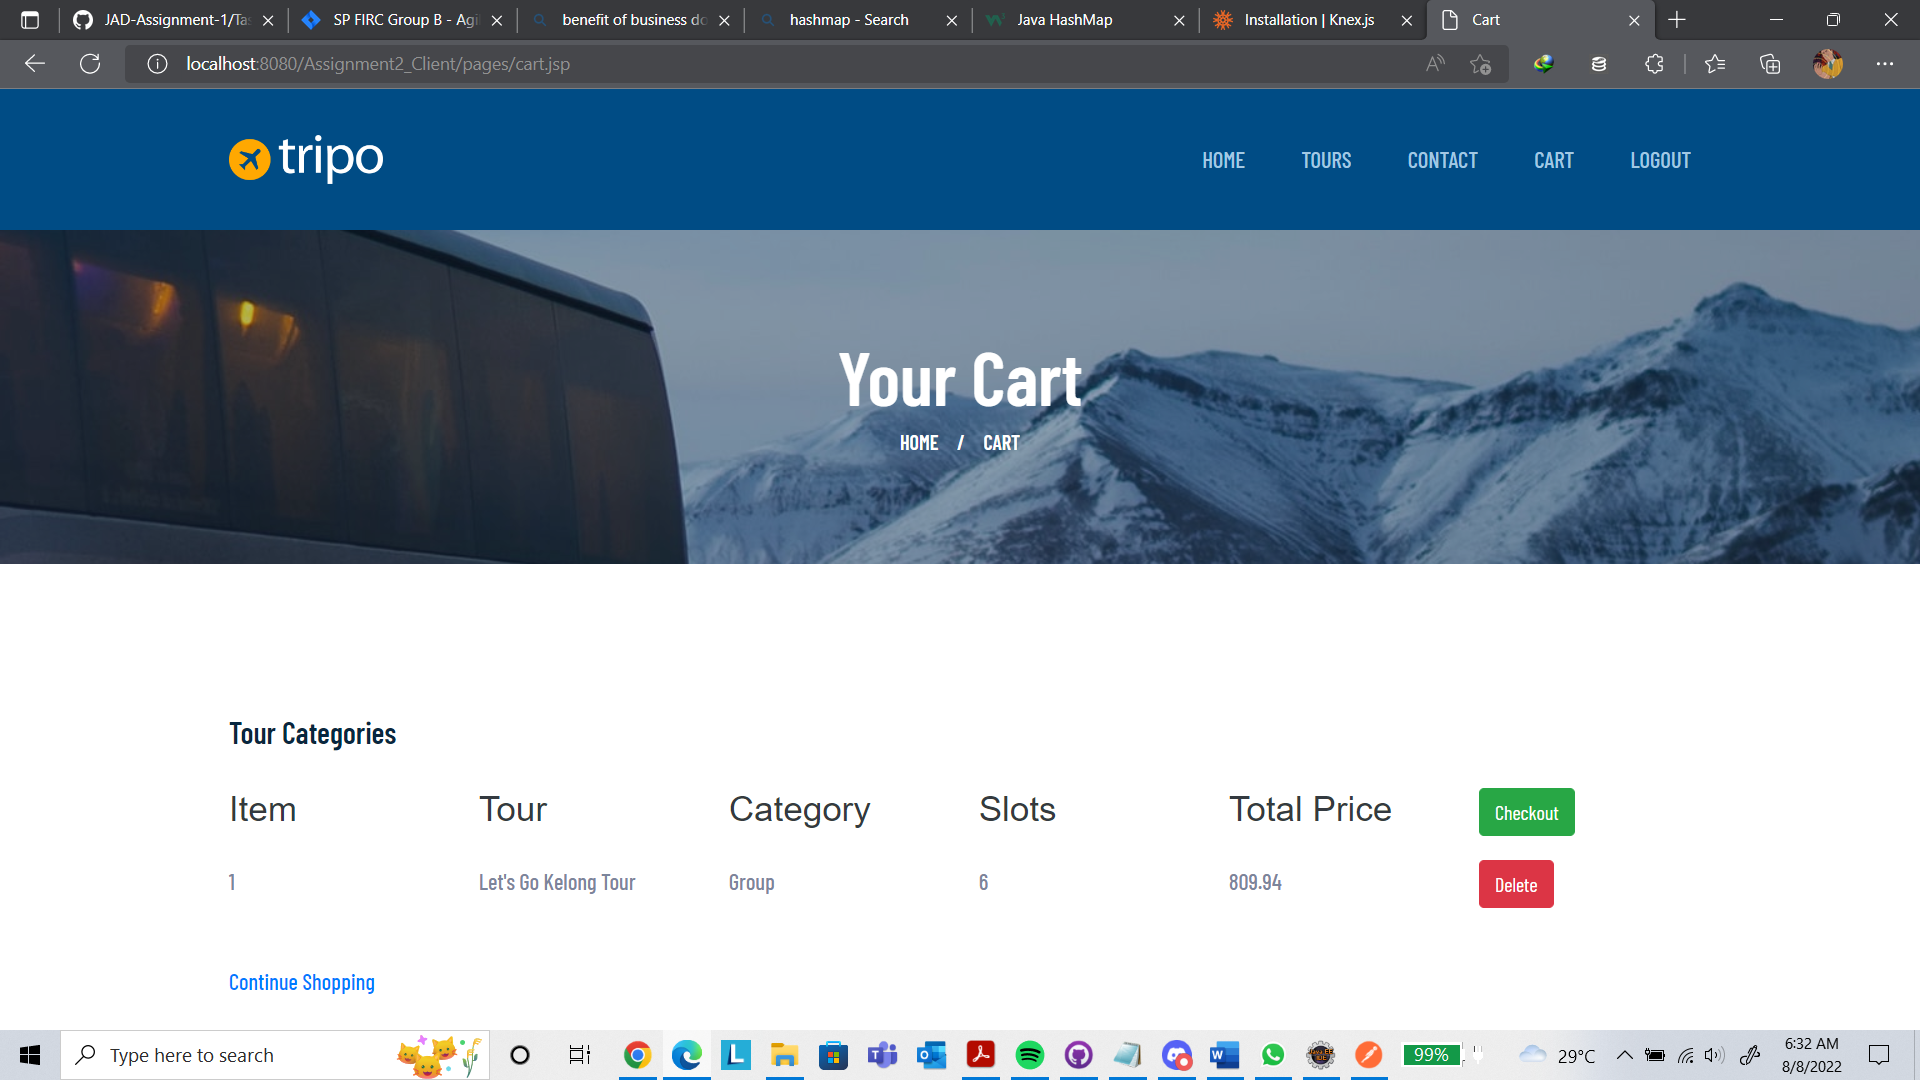 JAD-Assignment-1/Ta
SP FIRC Group B - Agi
benefit of business do
hashmap - Search
Java HashMap
Installation | Knex.js
Cart
localhost:8080/Assignment2_Client/pages/cart.jsp
tripo
HOME
TOURS
CONTACT
CART
LOGOUT
Your Cart
HOME / CART
Tour Categories
Item Tour Category Slots Total Price Checkout
1 Let's Go Kelong Tour Group 6 809.94 Delete
Continue Shopping
Type here to search
99%
29°C
6:32 AM
8/8/2022